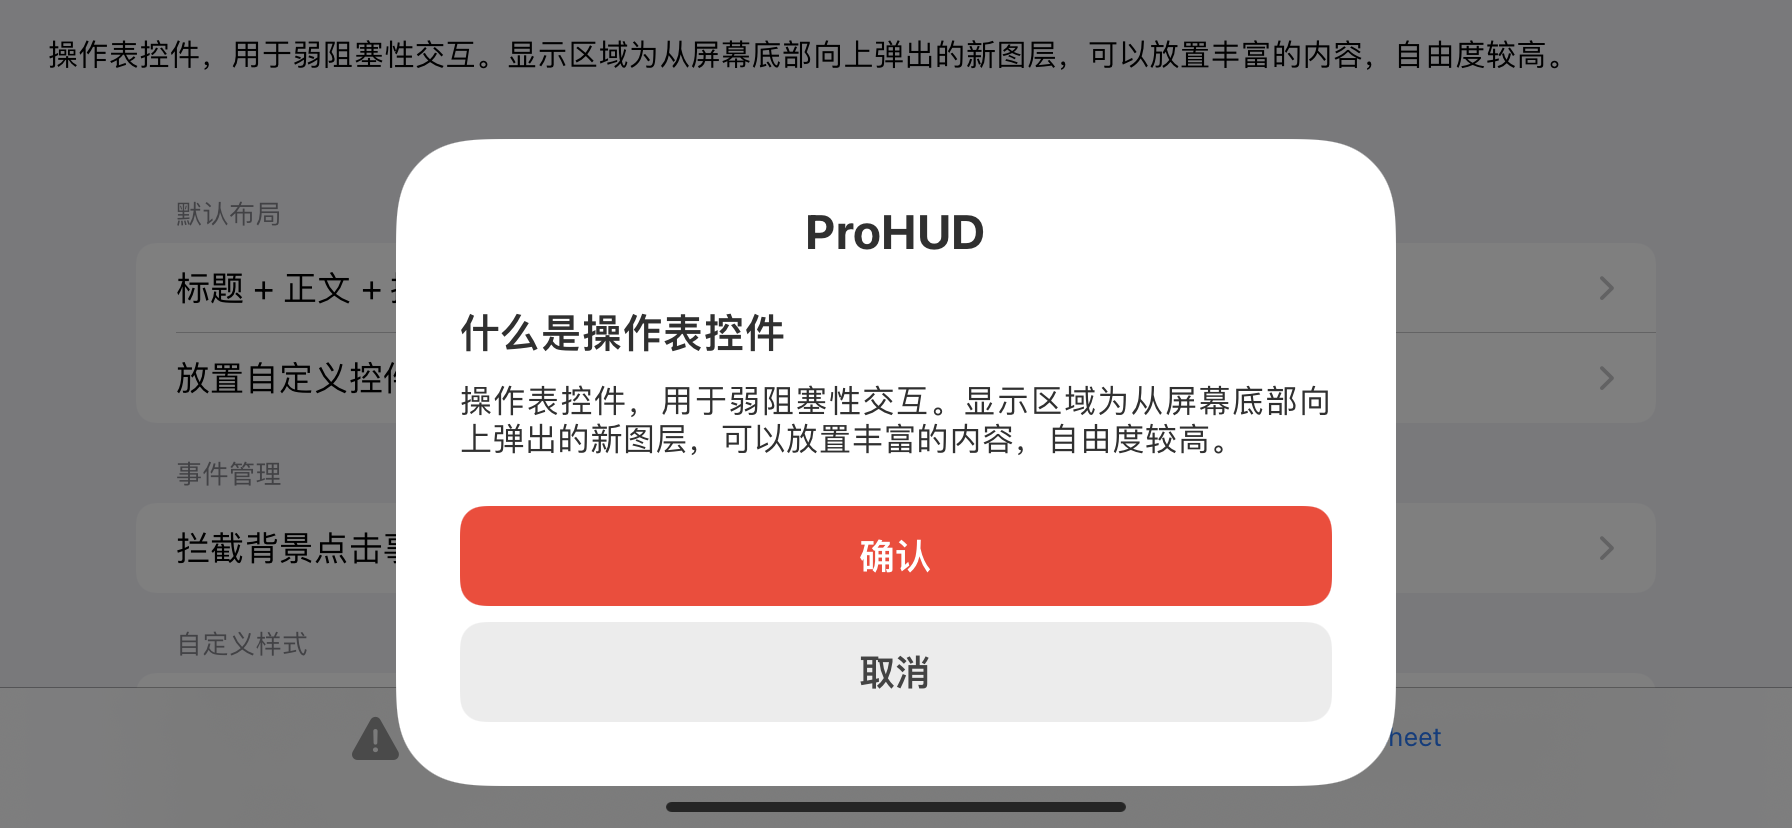 操作表控件，用于弱阻塞性交互。显示区域为从屏幕底部向上弹出的新图层，可以放置丰富的内容，自由度较高。
默认布局
标题 + 正文 +
放置自定义控
事件管理
拦截背景点击
自定义样式
ProHUD
什么是操作表控件
操作表控件，用于弱阻塞性交互。显示区域为从屏幕底部向
上弹出的新图层，可以放置丰富的内容，自由度较高。
确认
取消
heet